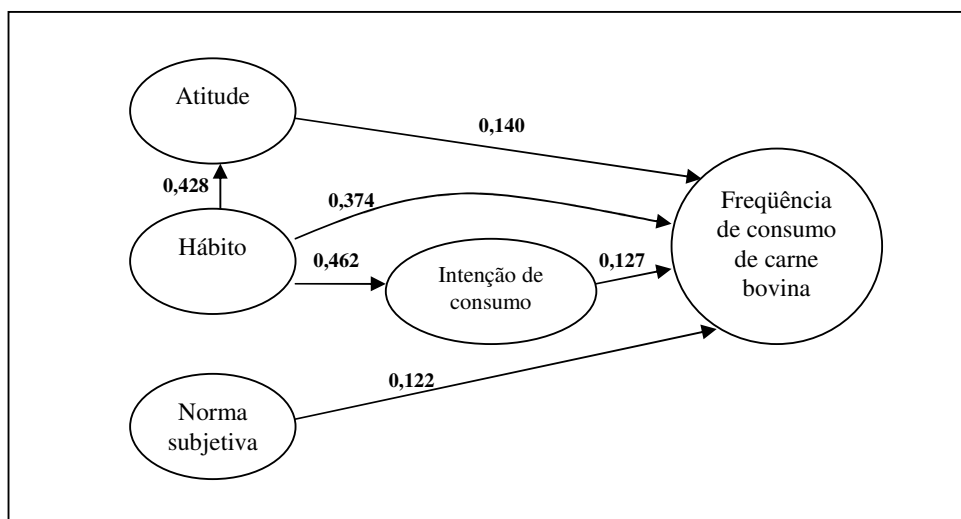 Atitude
0,140
0,428
0,374
Hábito
0,462
Intenção de
consumo
0,127
Freqüência
de consumo
de carne
bovina
0,122
Norma
subjetiva